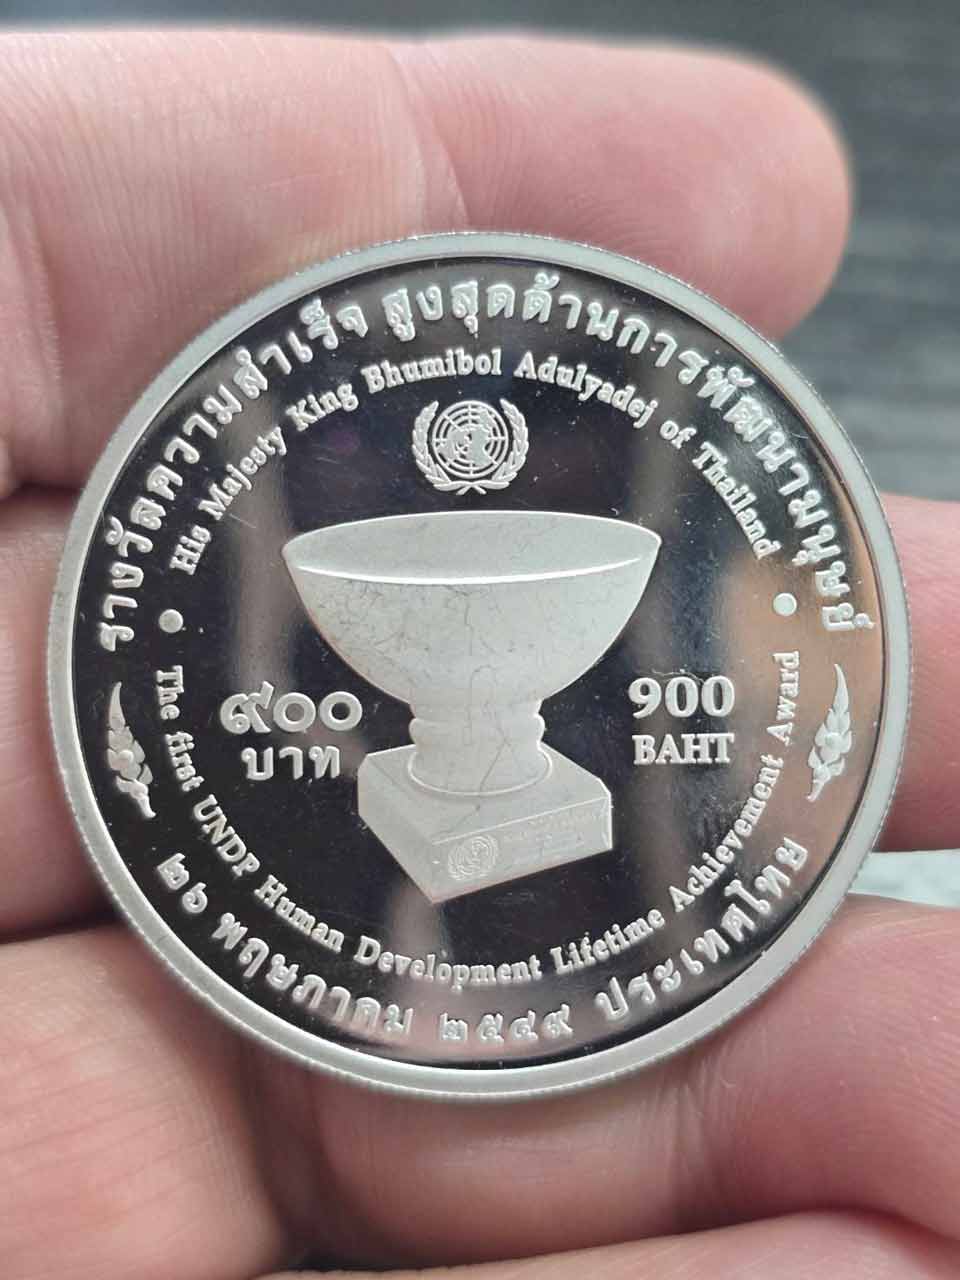 รางวัลความสำเร็จ สูงสุดด้านการพัฒนามนุษย์
His Majesty King Bhumibol Adulyadej of Thailand
๙๐๐
บาท
900
BAHT
The first UNDP Human Development Lifetime Achievement Award
๒๖ พฤษภาคม ๒๕๔๙ ประเทศไทย